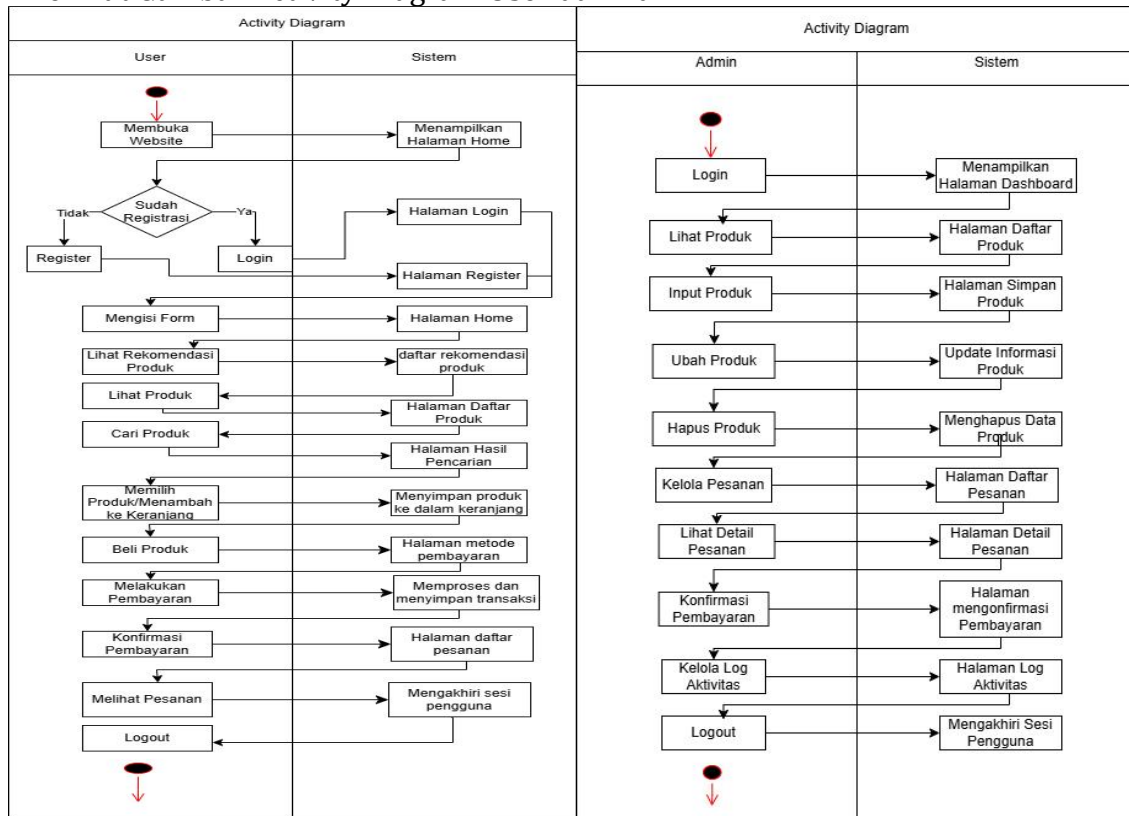 Activity Diagram
User
Sistem
Membuka
Website
Menampilkan
Halaman Home
Sudah
Registrasi
Tidak
Ya
Register
Login
Halaman Login
Halaman Register
Mengisi Form
Halaman Home
Lihat Rekomendasi
Produk
daftar rekomendasi
produk
Lihat Produk
Halaman Daftar
Produk
Cari Produk
Halaman Hasil
Pencarian
Memilih
Produk/Menambah
ke Keranjang
Menyimpan produk
ke dalam keranjang
Beli Produk
Halaman metode
pembayaran
Melakukan
Pembayaran
Memproses dan
menyimpan transaksi
Konfirmasi
Pembayaran
Halaman daftar
pesanan
Melihat Pesanan
Mengakhiri sesi
pengguna
Logout
Activity Diagram
Admin
Sistem
Login
Menampilkan
Halaman Dashboard
Lihat Produk
Halaman Daftar
Produk
Input Produk
Halaman Simpan
Produk
Ubah Produk
Update Informasi
Produk
Hapus Produk
Menghapus Data
Produk
Kelola Pesanan
Halaman Daftar
Pesanan
Lihat Detail
Pesanan
Halaman Detail
Pesanan
Konfirmasi
Pembayaran
Halaman
mengonfirmasi
Pembayaran
Kelola Log
Aktivitas
Halaman Log
Aktivitas
Logout
Mengakhiri Sesi
Pengguna